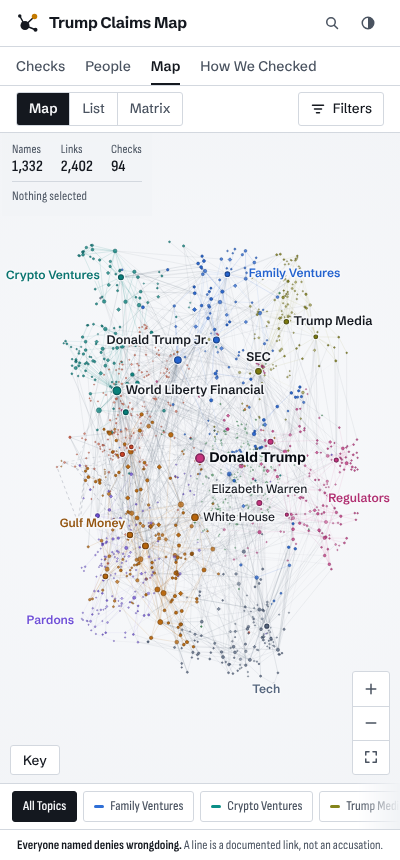 Trump Claims Map
Checks People Map How We Checked
Map List Matrix Filters
Names Links Checks
1,332 2,402 94
Nothing selected
Crypto Ventures
Family Ventures
Trump Media
Donald Trump Jr.
SEC
World Liberty Financial
Donald Trump
Elizabeth Warren
Regulators
White House
Gulf Money
Pardons
Tech
Key
All Topics Family Ventures Crypto Ventures Trump Med
Everyone named denies wrongdoing. A line is a documented link, not an accusation.